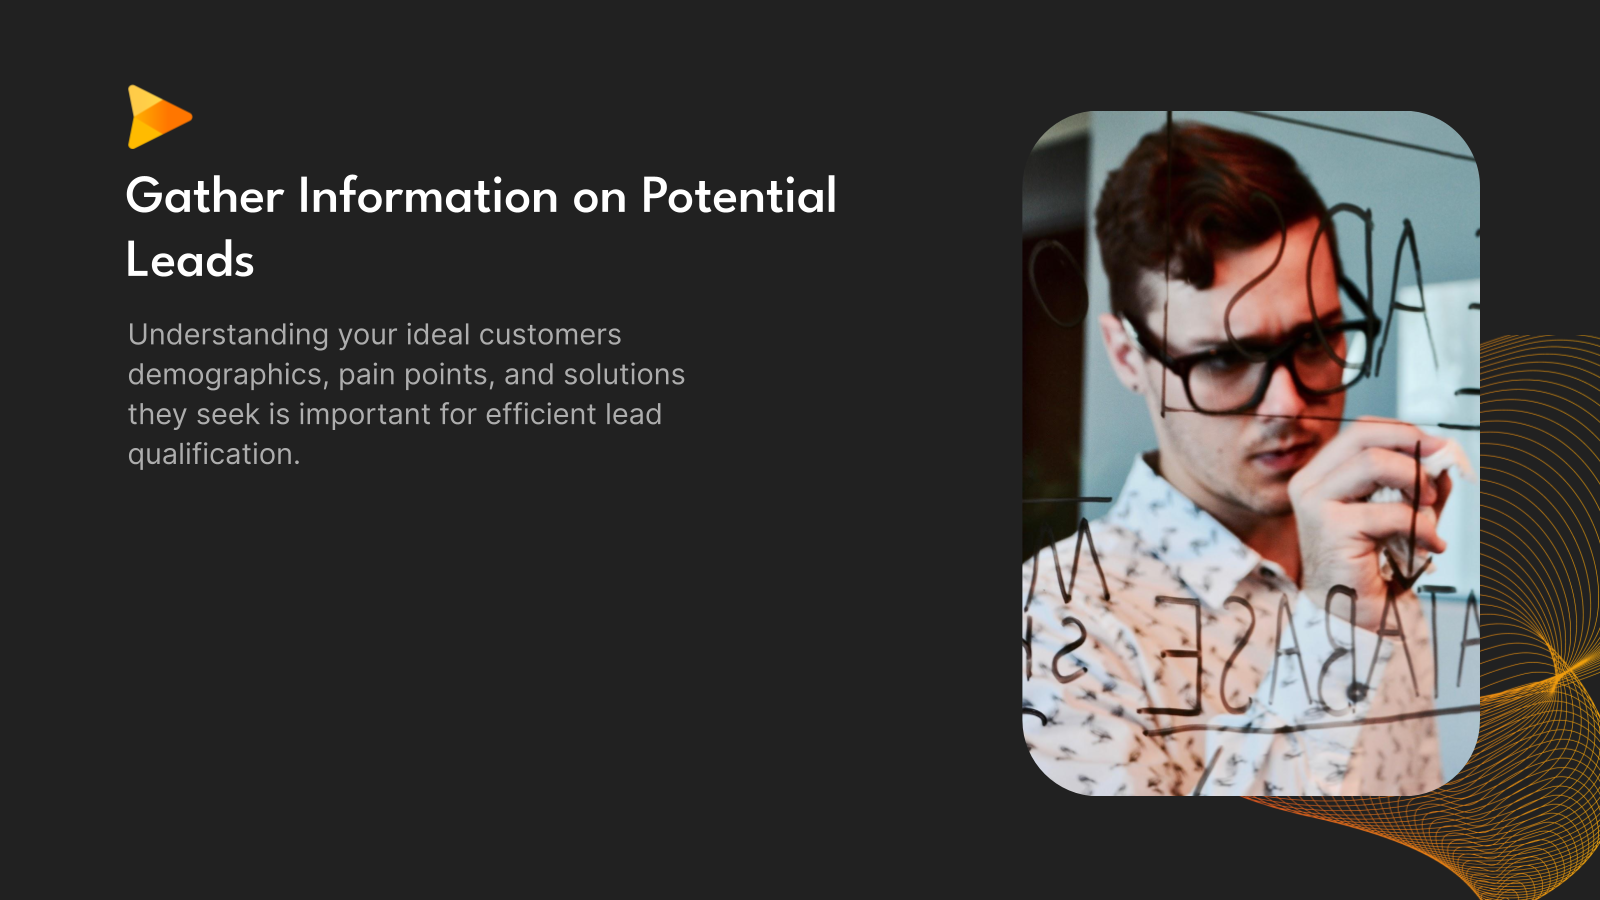 Gather Information on Potential
Leads
Understanding your ideal customers
demographics, pain points, and solutions
they seek is important for efficient lead
qualification.
DATABASE